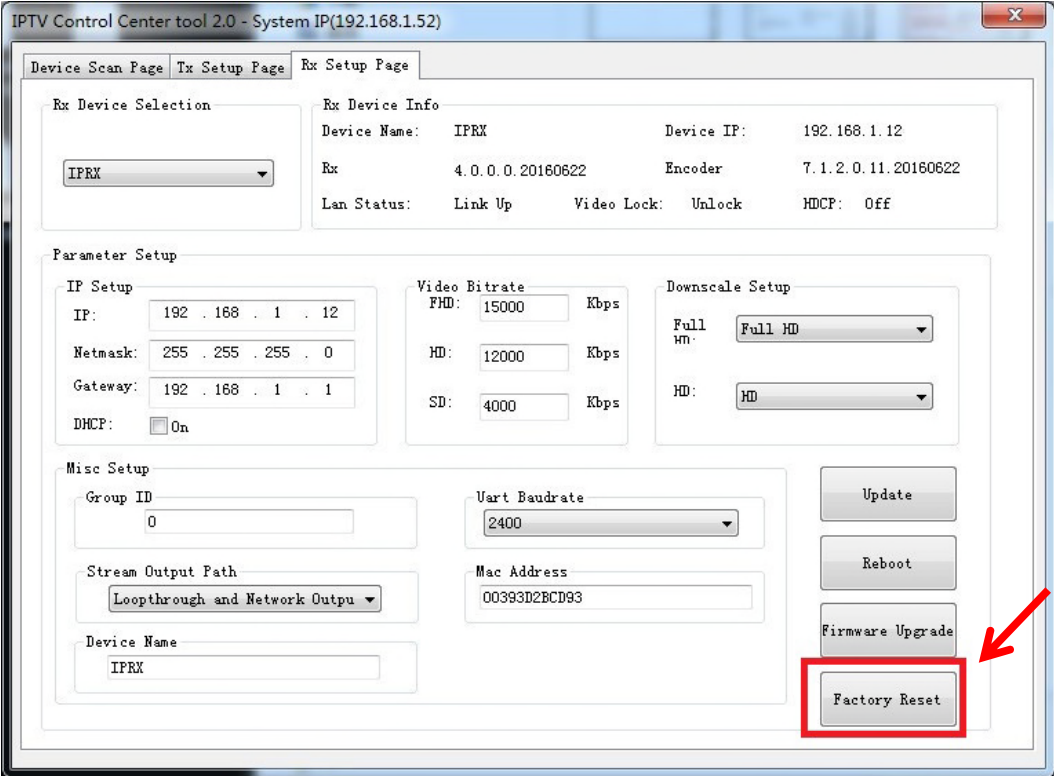 IPTV Control Center tool 2.0 - System IP(192.168.1.52)
x
Device Scan Page Tx Setup Page Rx Setup Page
Rx Device Selection
IPRX
Rx Device Info
Device Name: IPRX Device IP: 192.168.1.12
Rx 4.0.0.0.20160622 Encoder 7.1.2.0.11.20160622
Lan Status: Link Up Video Lock: Unlock HDCP: Off
Parameter Setup
IP Setup
IP: 192 . 168 . 1 . 12
Netmask: 255 . 255 . 255 . 0
Gateway: 192 . 168 . 1 . 1
DHCP: On
Video Bitrate
FHD: 15000 Kbps
HD: 12000 Kbps
SD: 4000 Kbps
Downscale Setup
Full HD: Full HD
HD: HD
Misc Setup
Group ID
0
Uart Baudrate
2400
Stream Output Path
Loopthrough and Network Outpu
Mac Address
00393D2BCD93
Device Name
IPRX
Update
Reboot
Firmware Upgrade
Factory Reset